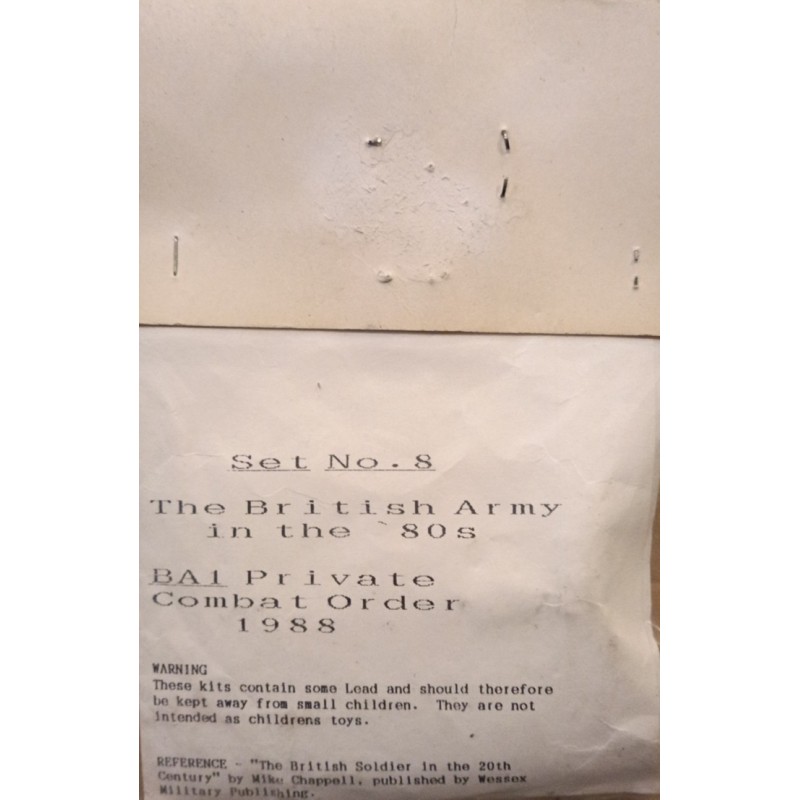 Set No.8
The British Army
in the `80s
BA1 Private
Combat Order
1988
WARNING
These kits contain some Lead and should therefore
be kept away from small children. They are not
intended as childrens toys.
REFERENCE - "The British Soldier in the 20th
Century" by Mike Chappell, published by Wessex
Military Publishing.